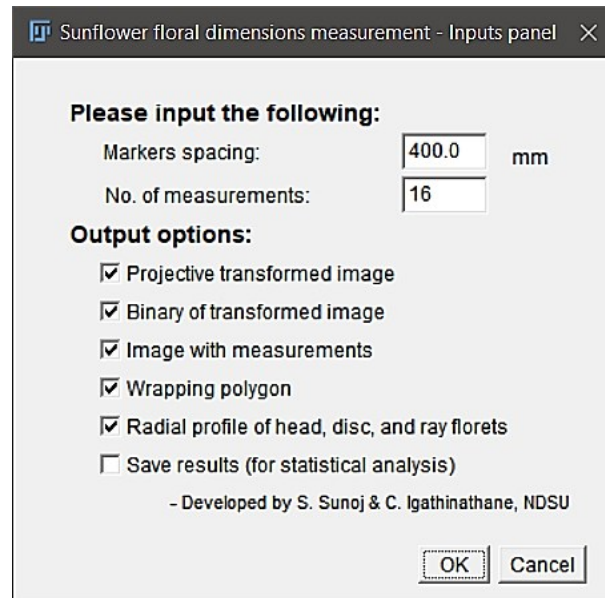 Sunflower floral dimensions measurement - Inputs panel
Please input the following:
Markers spacing: 400.0 mm
No. of measurements: 16
Output options:
Projective transformed image
Binary of transformed image
Image with measurements
Wrapping polygon
Radial profile of head, disc, and ray florets
Save results (for statistical analysis)
- Developed by S. Sunoj & C. Igathinathane, NDSU
OK Cancel